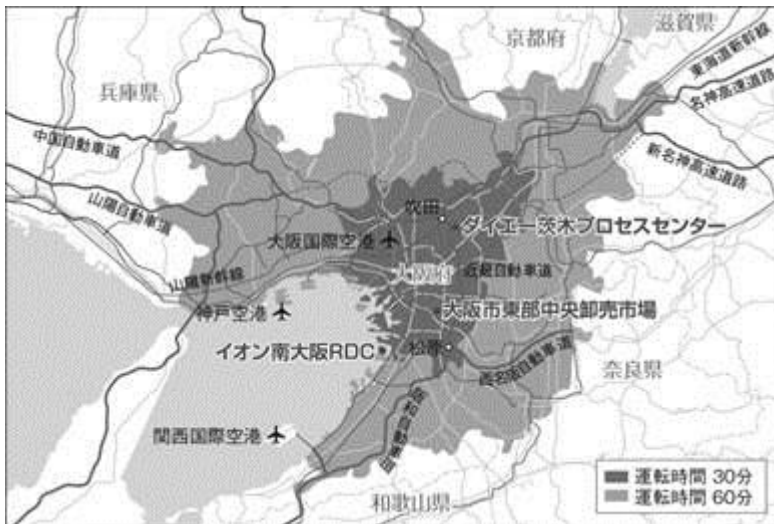 滋賀県
京都府
東海道新幹線
名神高速道路
兵庫県
中国自動車道
新名神高速道路
山陽自動車道
吹田
ダイエー茨木プロセスセンター
大阪国際空港
大阪府
近畿自動車道
山陽新幹線
神戸空港
大阪市東部中央卸売市場
イオン南大阪RDC
松原
西名阪自動車道
奈良県
阪和自動車道
関西国際空港
運転時間 30分
運転時間 60分
和歌山県